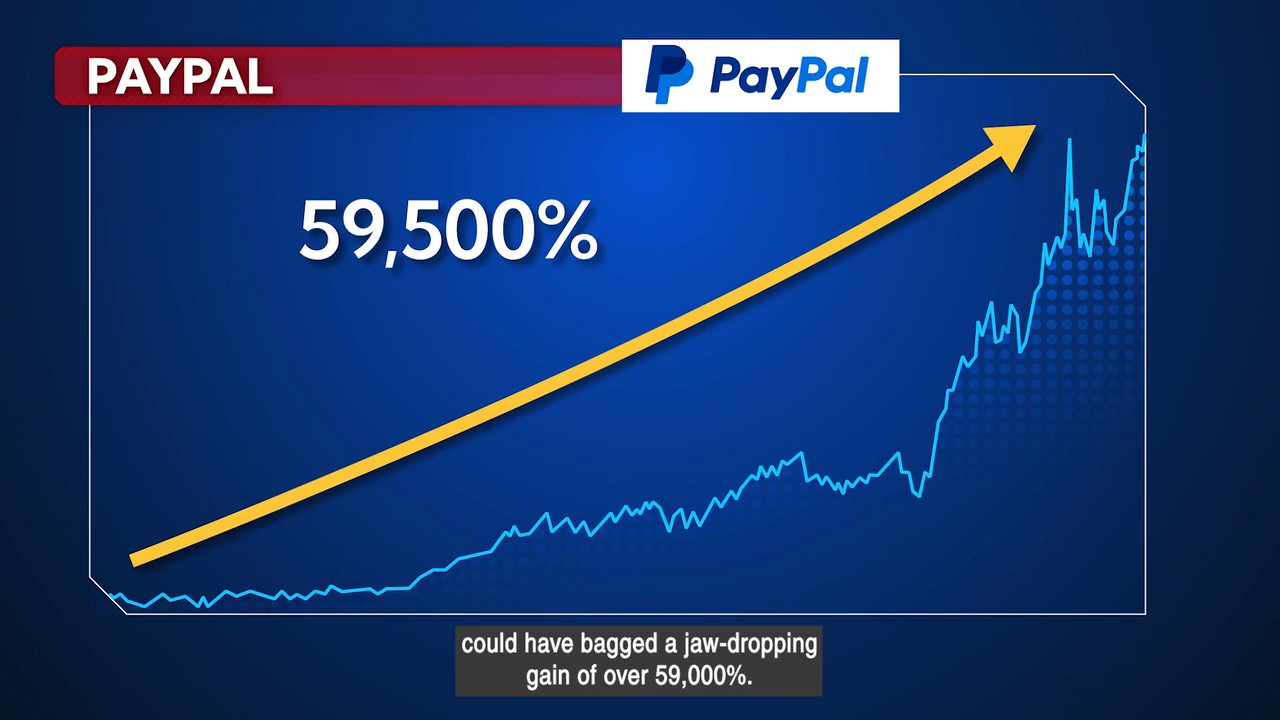 PAYPAL
PayPal
59,500%
could have bagged a jaw-dropping
gain of over 59,000%.